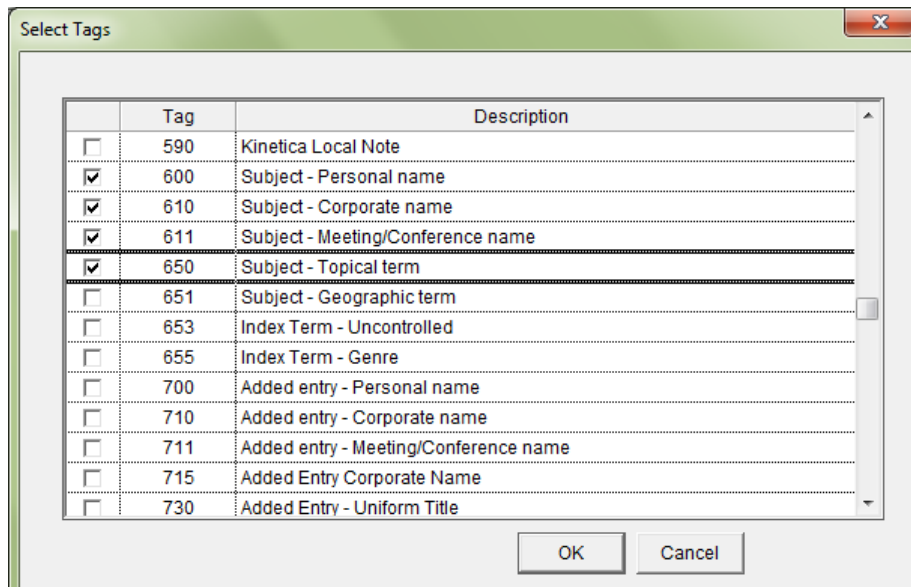 Select Tags
Tag Description
590 Kinetica Local Note
600 Subject - Personal name
610 Subject - Corporate name
611 Subject - Meeting/Conference name
650 Subject - Topical term
651 Subject - Geographic term
653 Index Term - Uncontrolled
655 Index Term - Genre
700 Added entry - Personal name
710 Added entry - Corporate name
711 Added entry - Meeting/Conference name
715 Added Entry Corporate Name
730 Added Entry - Uniform Title
OK Cancel